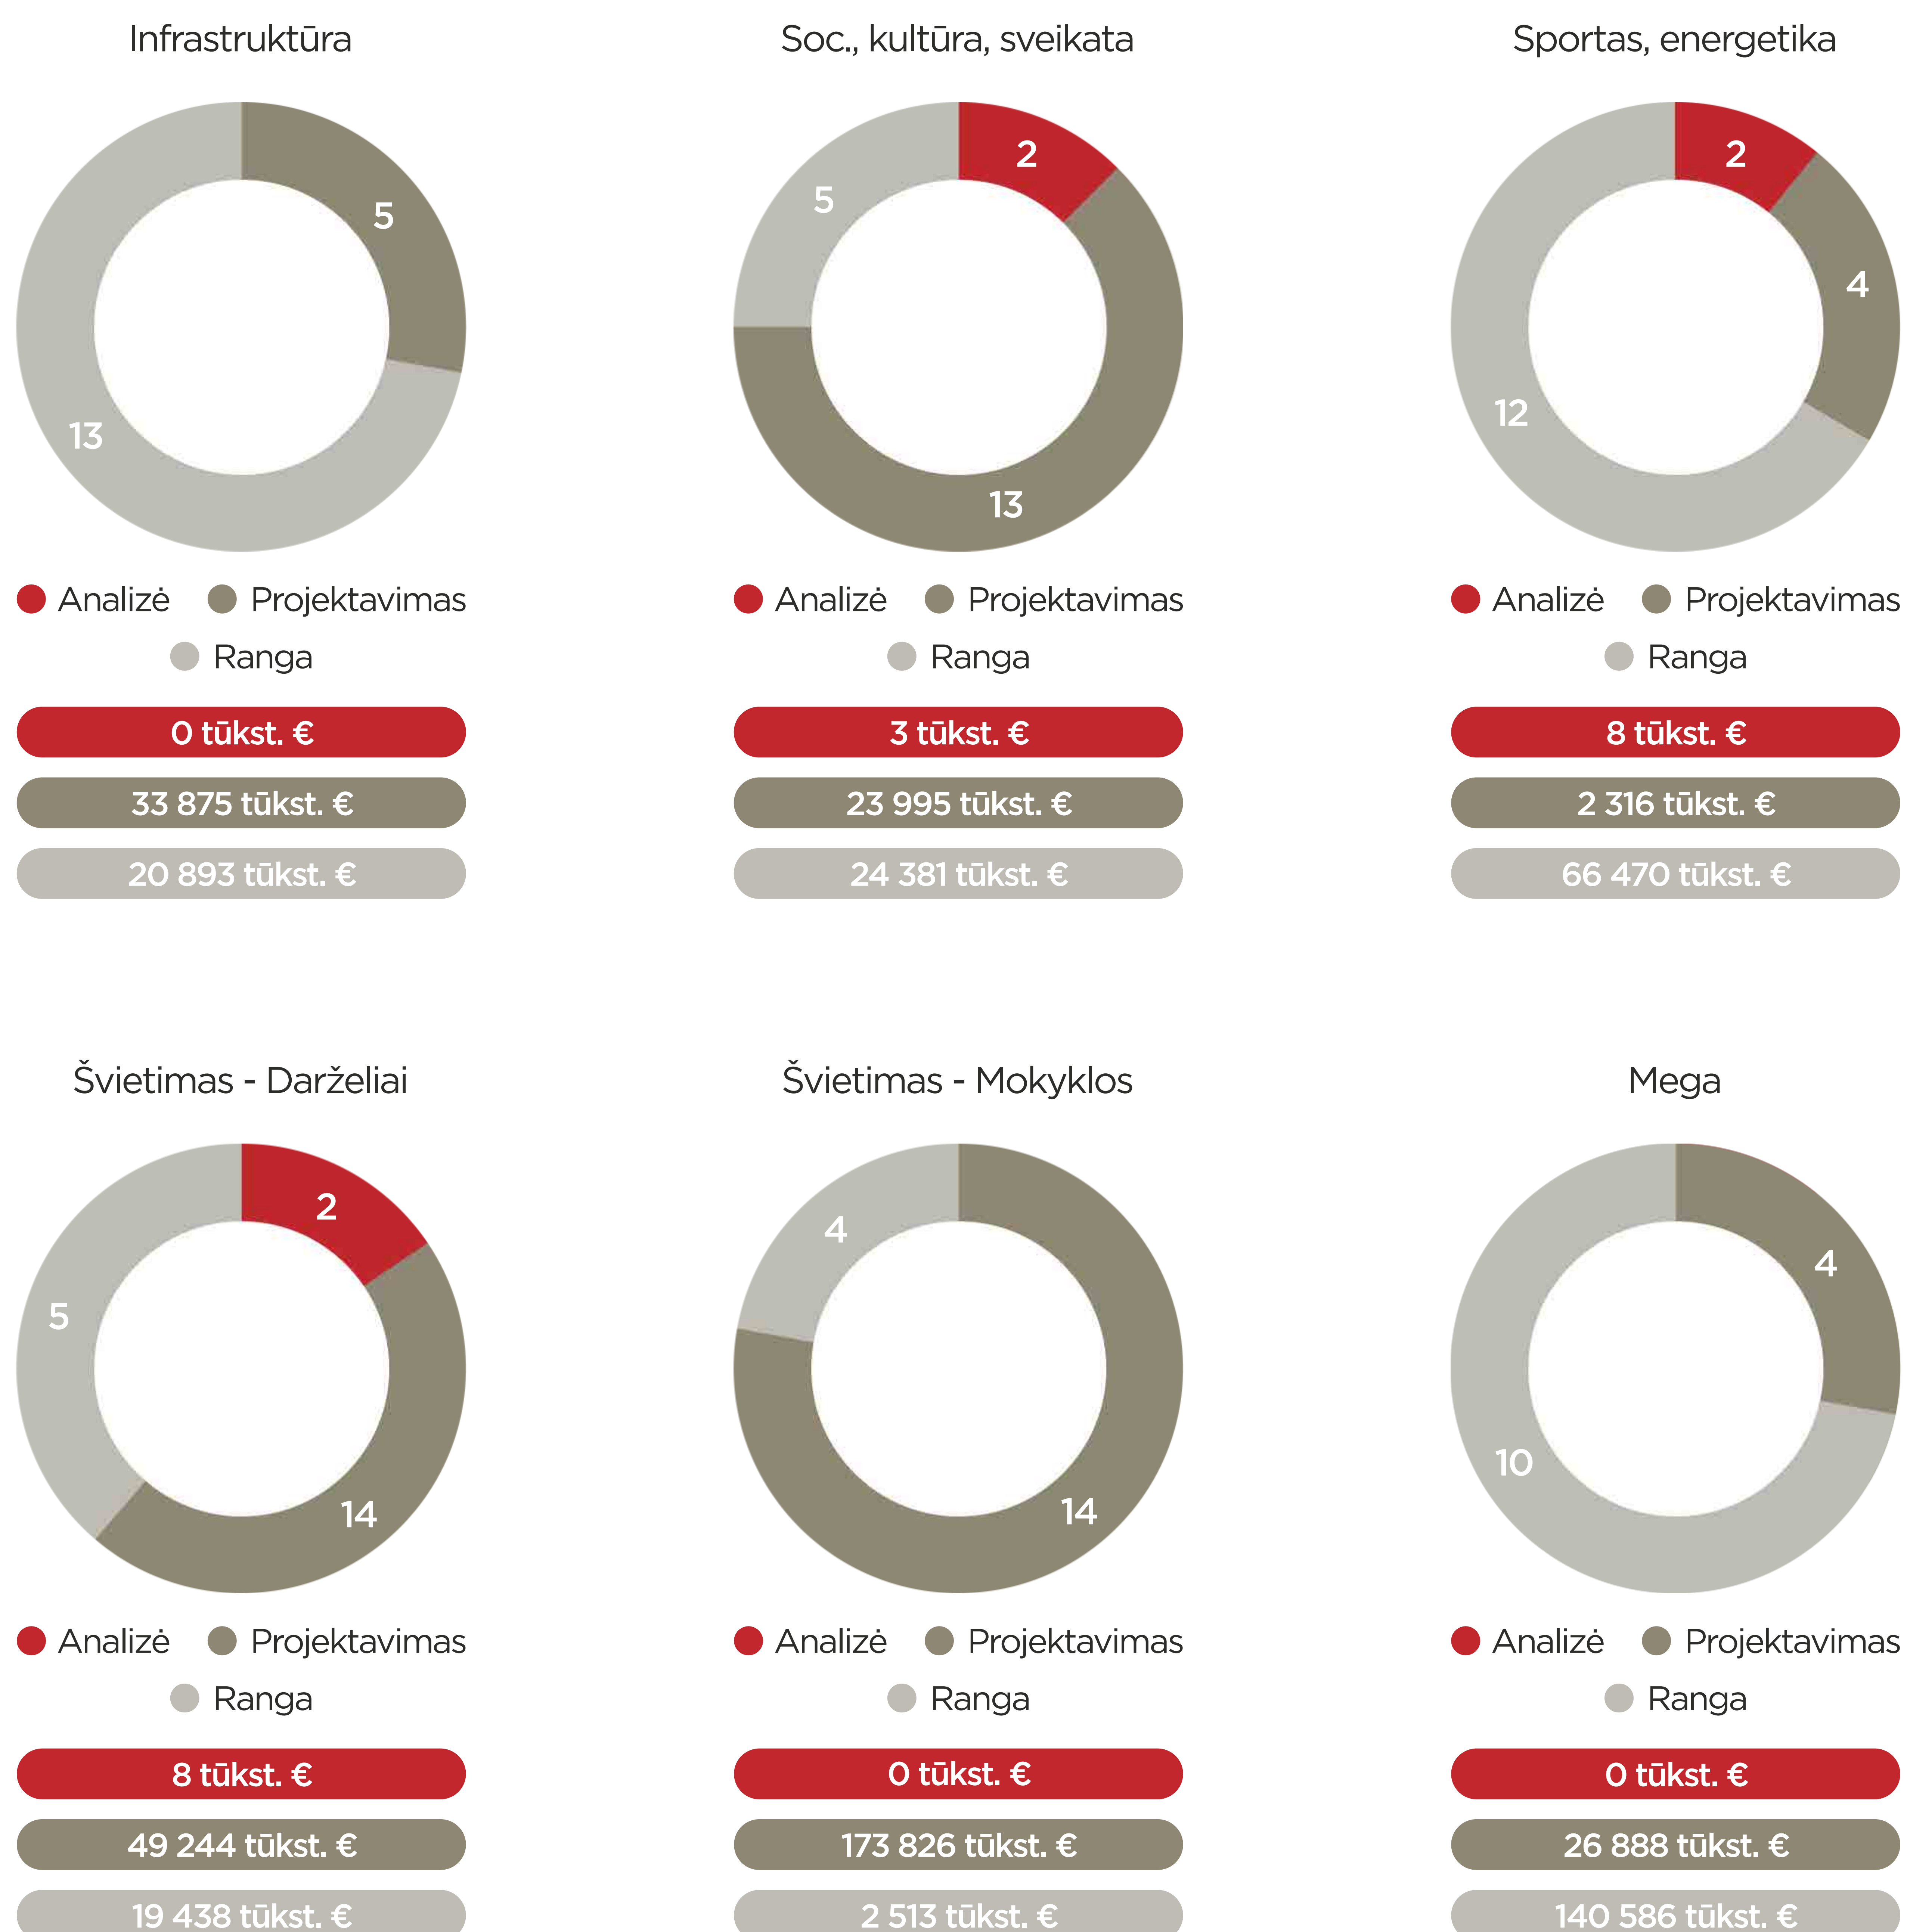 Infrastruktūra
5
13
Analizė Projektavimas
Ranga
0 tūkst. €
33 875 tūkst. €
20 893 tūkst. €
Soc., kultūra, sveikata
2
5
13
Analizė Projektavimas
Ranga
3 tūkst. €
23 995 tūkst. €
24 381 tūkst. €
Sportas, energetika
2
4
12
Analizė Projektavimas
Ranga
8 tūkst. €
2 316 tūkst. €
66 470 tūkst. €
Švietimas - Darželiai
2
5
14
Analizė Projektavimas
Ranga
8 tūkst. €
49 244 tūkst. €
19 438 tūkst. €
Švietimas - Mokyklos
4
14
Analizė Projektavimas
Ranga
0 tūkst. €
173 826 tūkst. €
2 513 tūkst. €
Mega
4
10
Analizė Projektavimas
Ranga
0 tūkst. €
26 888 tūkst. €
140 586 tūkst. €